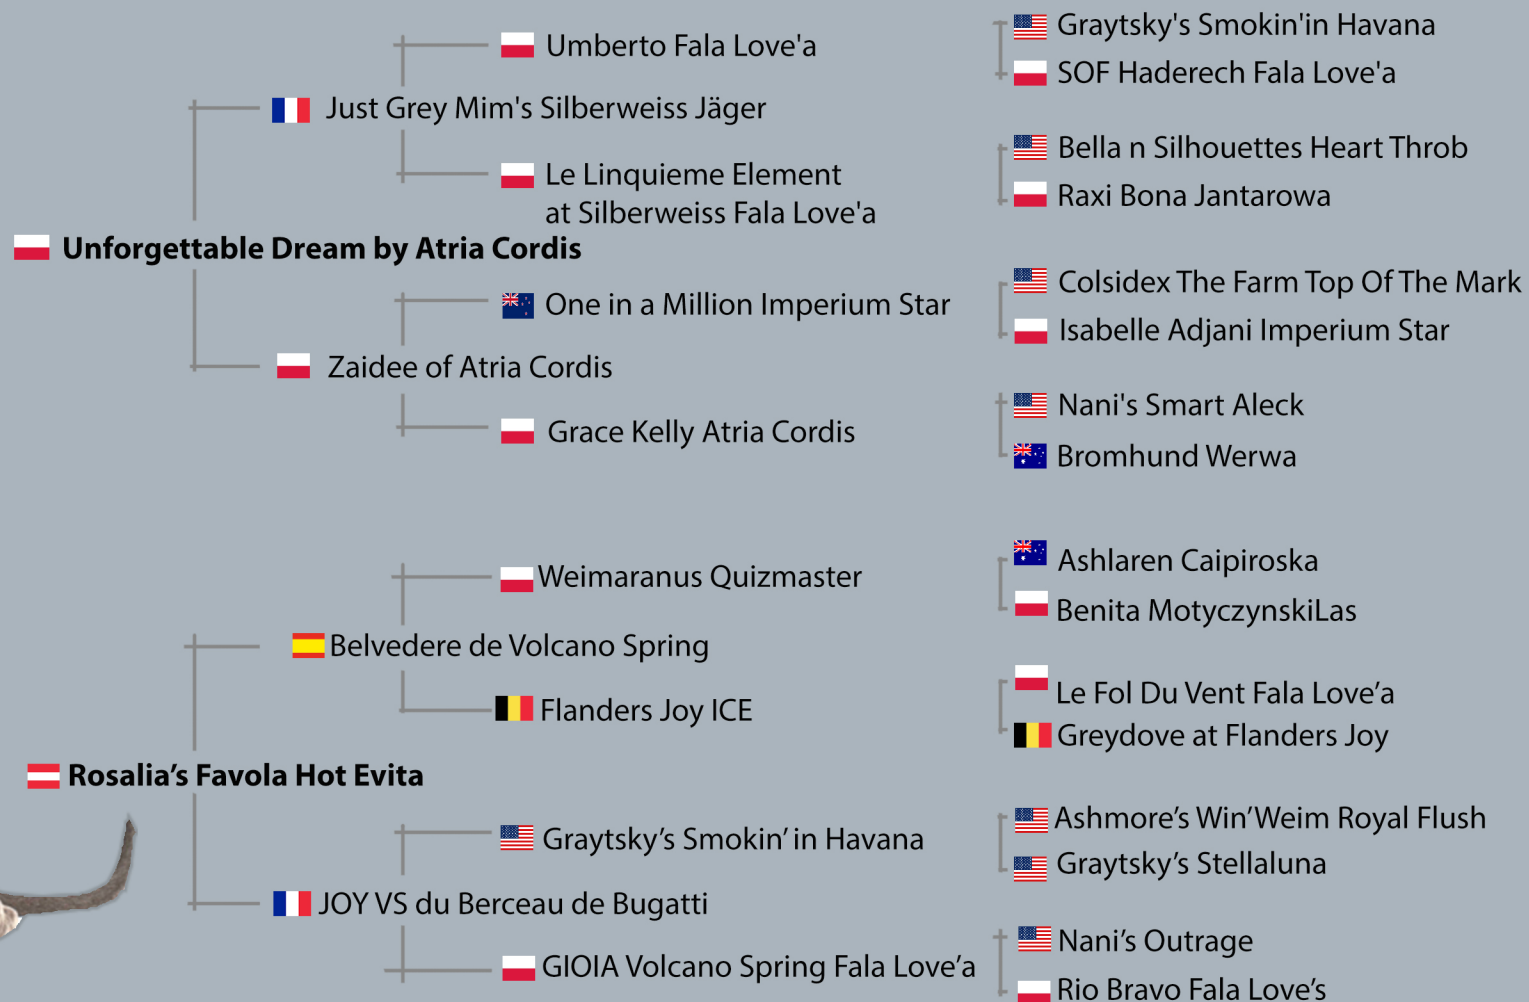 Umberto Fala Love'a
Graytsky's Smokin'in Havana
SOF Haderech Fala Love'a
Just Grey Mim's Silberweiss Jäger
Le Linquieme Element
at Silberweiss Fala Love'a
Bella n Silhouettes Heart Throb
Raxi Bona Jantarowa
Unforgettable Dream by Atria Cordis
One in a Million Imperium Star
Colsidex The Farm Top Of The Mark
Isabelle Adjani Imperium Star
Zaidee of Atria Cordis
Grace Kelly Atria Cordis
Nani's Smart Aleck
Bromhund Werwa
Weimaranus Quizmaster
Ashlaren Caipiroska
Benita MotyczynskiLas
Belvedere de Volcano Spring
Flanders Joy ICE
Le Fol Du Vent Fala Love’a
Greydove at Flanders Joy
Rosalia’s Favola Hot Evita
Graytsky’s Smokin’ in Havana
Ashmore’s Win’Weim Royal Flush
Graytsky’s Stellaluna
JOY VS du Berceau de Bugatti
GIOIA Volcano Spring Fala Love’a
Nani’s Outrage
Rio Bravo Fala Love’s